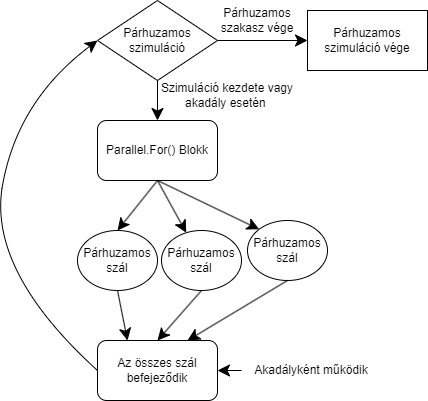 Párhuzamos
szimuláció
Párhuzamos
szakasz vége
Párhuzamos
szimuláció vége
Szimuláció kezdete vagy
akadály esetén
Parallel.For() Blokk
Párhuzamos
szál
Párhuzamos
szál
Párhuzamos
szál
Az összes szál
befejeződik
Akadályként működik